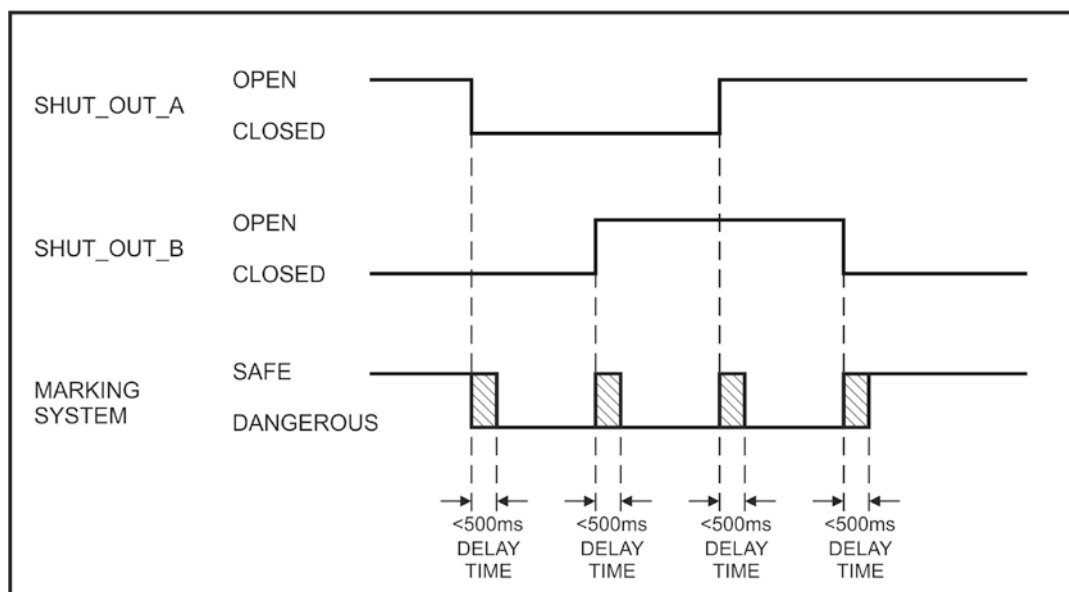 OPEN
SHUT_OUT_A
CLOSED
OPEN
SHUT_OUT_B
CLOSED
SAFE
MARKING
SYSTEM
DANGEROUS
<500ms <500ms <500ms <500ms
DELAY DELAY DELAY DELAY
TIME TIME TIME TIME